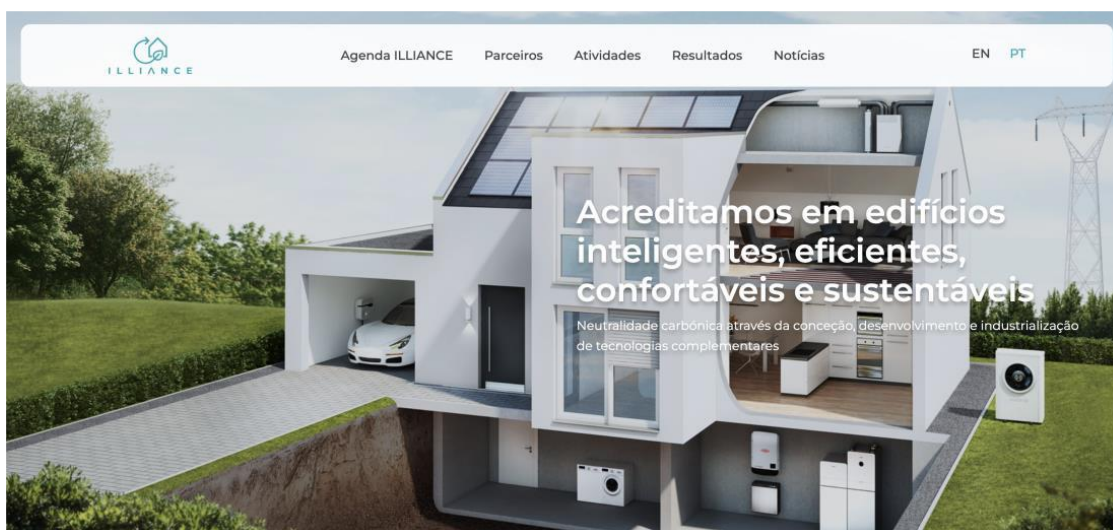 ILLIANCE
Agenda ILLIANCE Parceiros Atividades Resultados Notícias EN PT
Acreditamos em edifícios
inteligentes, eficientes,
confortáveis e sustentáveis
Neutralidade carbónica através da conceção, desenvolvimento e industrialização
de tecnologias complementares